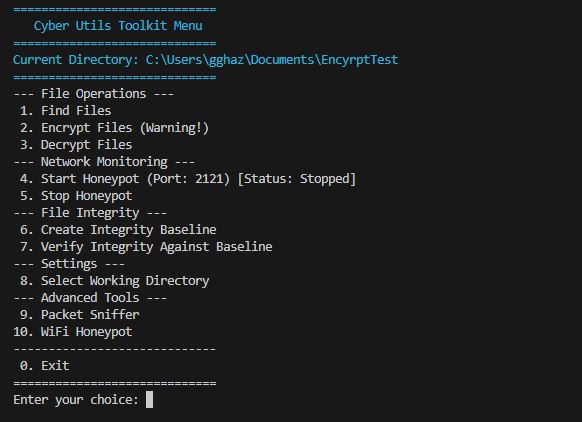 =============================
Cyber Utils Toolkit Menu
=============================
Current Directory: C:\Users\gghaz\Documents\EncyrptTest
=============================
--- File Operations ---
1. Find Files
2. Encrypt Files (Warning!)
3. Decrypt Files
--- Network Monitoring ---
4. Start Honeypot (Port: 2121) [Status: Stopped]
5. Stop Honeypot
--- File Integrity ---
6. Create Integrity Baseline
7. Verify Integrity Against Baseline
--- Settings ---
8. Select Working Directory
--- Advanced Tools ---
9. Packet Sniffer
10. WiFi Honeypot
-----------------------------
0. Exit
=============================
Enter your choice: